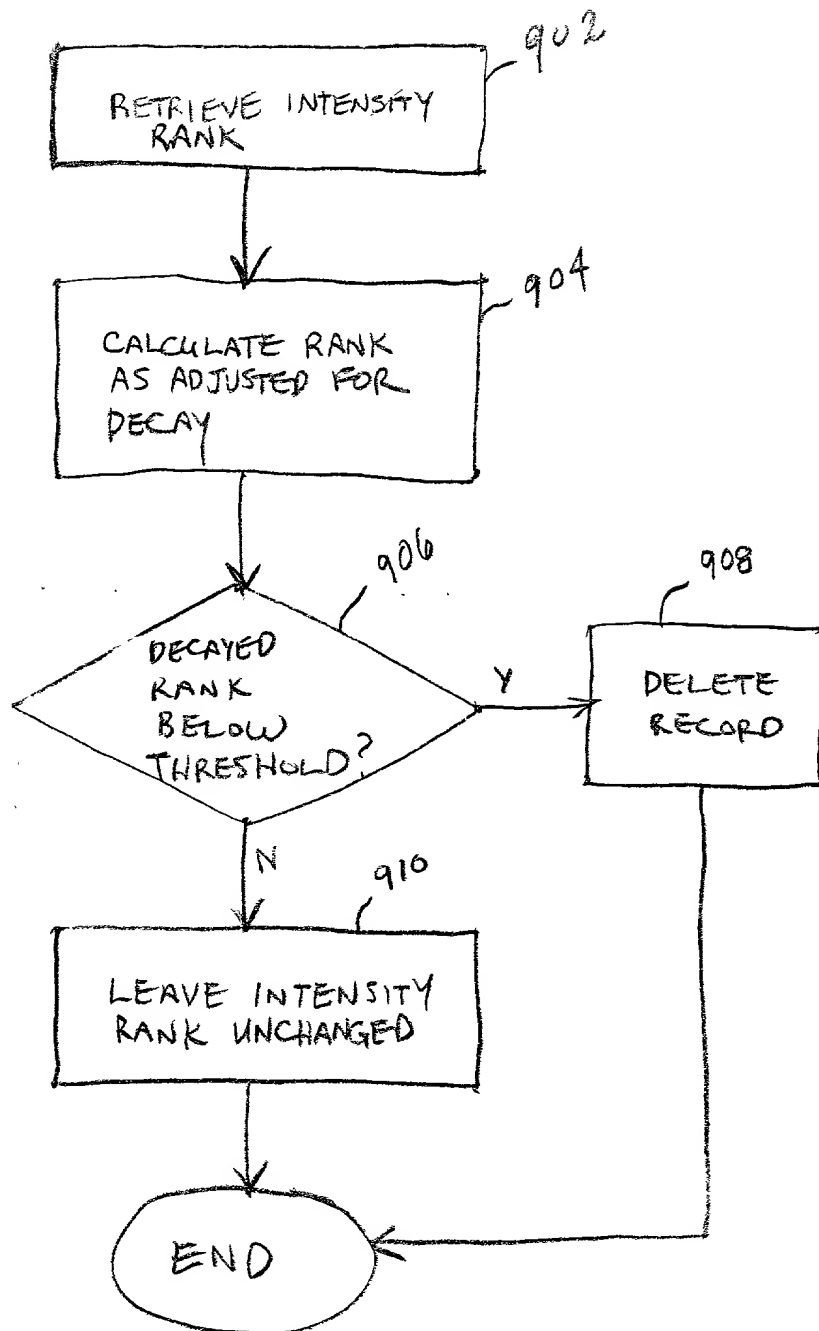 902
RETRIEVE INTENSITY
RANK
904
CALCULATE RANK
AS ADJUSTED FOR
DECAY
906
DECAYED
RANK
BELOW
THRESHOLD?
Y
908
DELETE
RECORD
N
910
LEAVE INTENSITY
RANK UNCHANGED
END